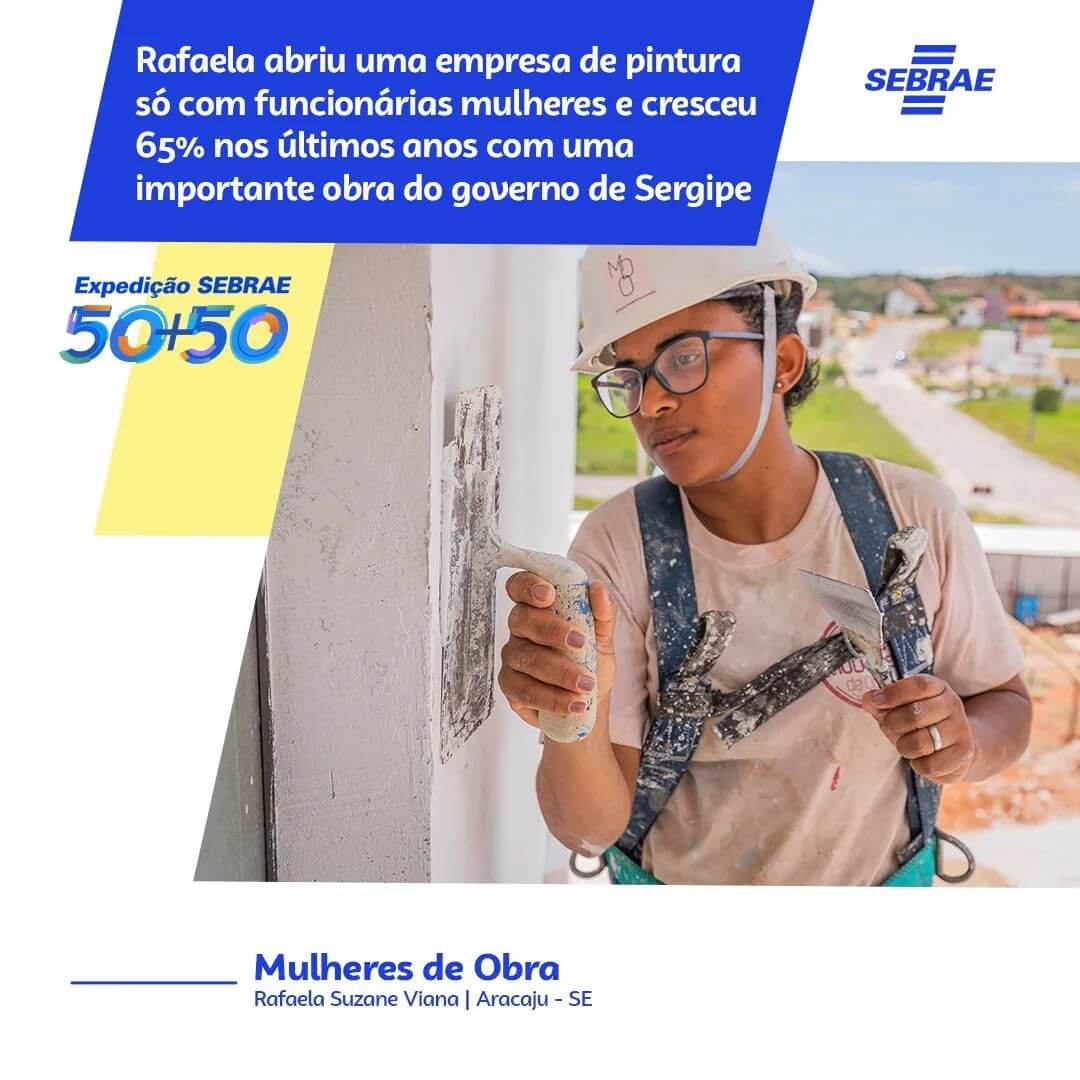 Rafaela abriu uma empresa de pintura
só com funcionárias mulheres e cresceu
65% nos últimos anos com uma
importante obra do governo de Sergipe
SEBRAE
Expedição SEBRAE
50+50
Mulheres de Obra
Rafaela Suzane Viana | Aracaju - SE